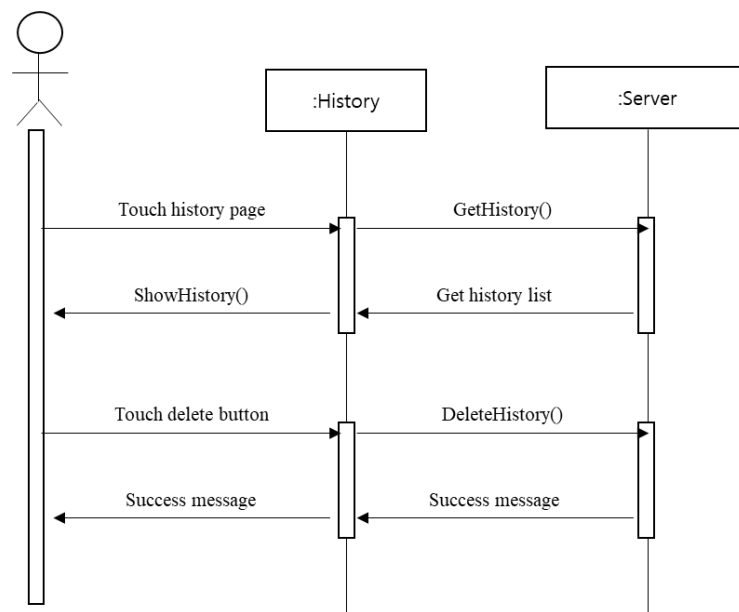 :History
:Server
Touch history page
GetHistory()
ShowHistory()
Get history list
Touch delete button
DeleteHistory()
Success message
Success message